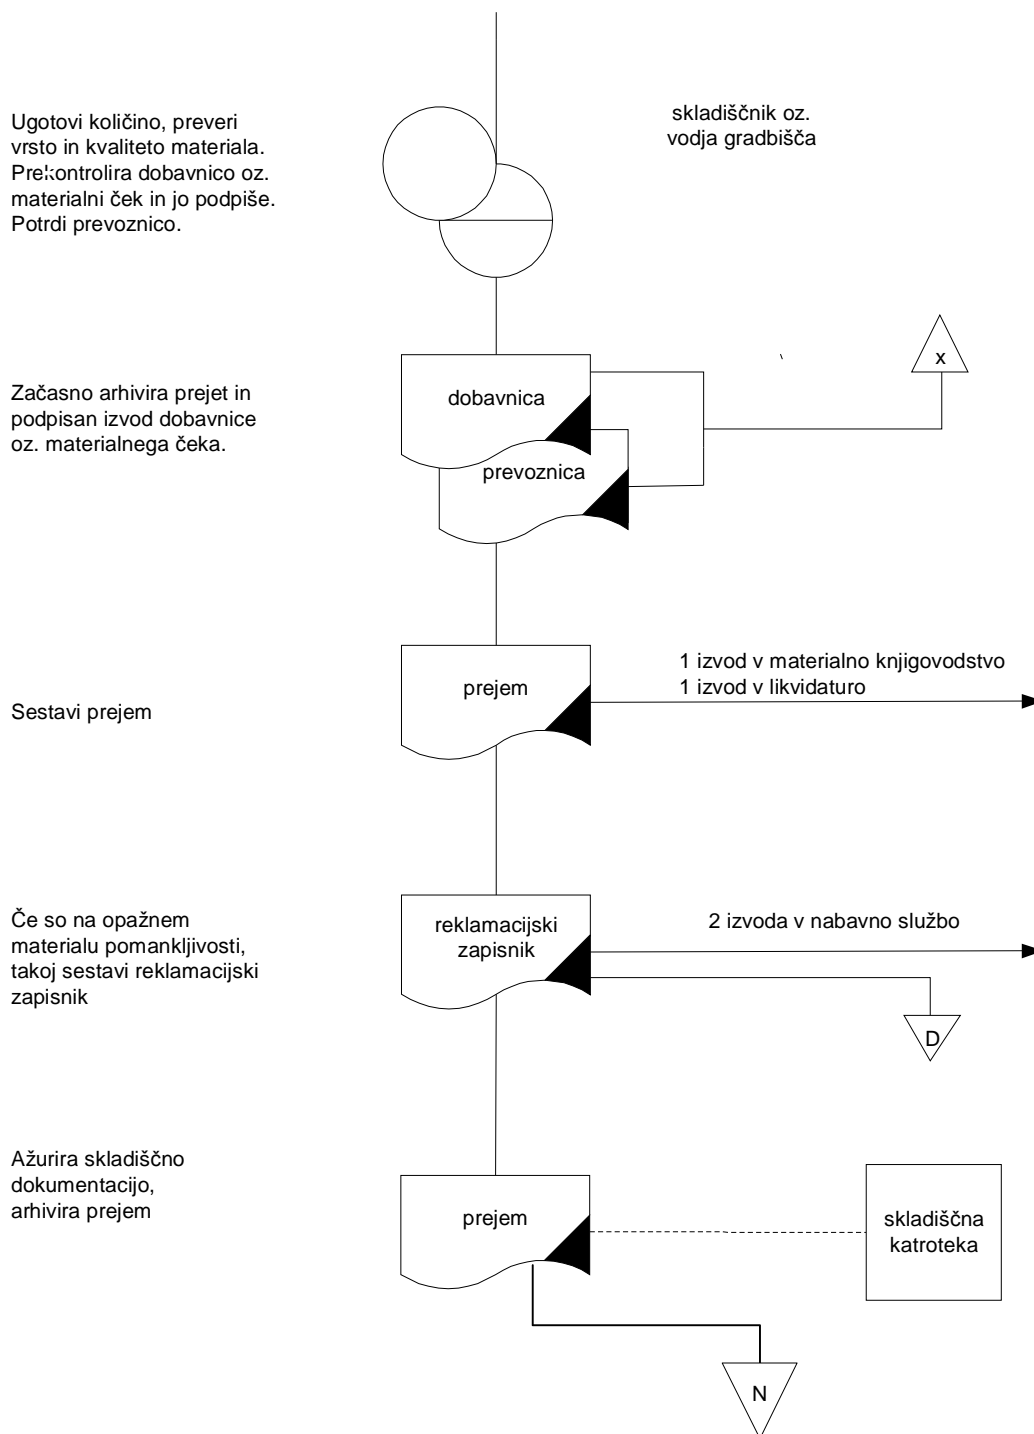 Ugotovi količino, preveri
vrsto in kvaliteto materiala.
Prekontrolira dobavnico oz.
materialni ček in jo podpiše.
Potrdi prevoznico.
skladiščnik oz.
vodja gradbišča
Začasno arhivira prejet in
podpisan izvod dobavnice
oz. materialnega čeka.
dobavnica
prevoznica
x
Sestavi prejem
prejem
1 izvod v materialno knjigovodstvo
1 izvod v likvidaturo
Če so na opažnem
materialu pomankljivosti,
takoj sestavi reklamacijski
zapisnik
reklamacijski
zapisnik
2 izvoda v nabavno službo
D
Ažurira skladiščno
dokumentacijo,
arhivira prejem
prejem
skladiščna
katroteka
N